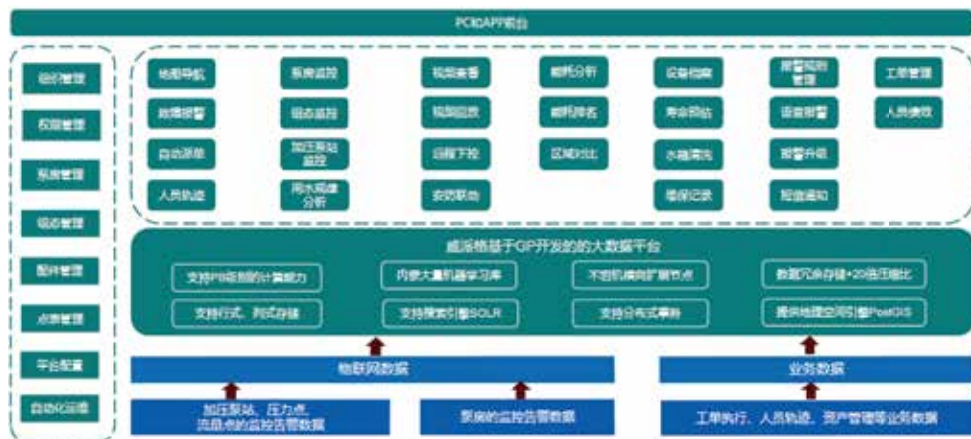 PC和APP前台
组织管理
权限管理
泵房管理
组态管理
配件管理
点表管理
平台配置
自动化运维
地图导航
泵房监控
视频查看
能耗分析
设备档案
报警规则
管理
工单管理
故障报警
组态监控
视频回放
能耗排名
寿命预估
语音报警
人员绩效
自动派单
加压泵站
监控
远程下控
区域对比
水箱清洗
报警升级
人员轨迹
用水规律
分析
安防联动
维保记录
短信通知
威派格基于GP开发的的大数据平台
支持PB级别的计算能力
内嵌大量机器学习库
不宕机横向扩展节点
数据冗余存储+20倍压缩比
支持行式、列式存储
支持搜索引擎SOLR
支持分布式事务
提供地理空间引擎PostGIS
物联网数据
业务数据
加压泵站、压力点、
流量点的监控告警数据
泵房的监控告警数据
工单执行、人员轨迹、资产管理等业务数据